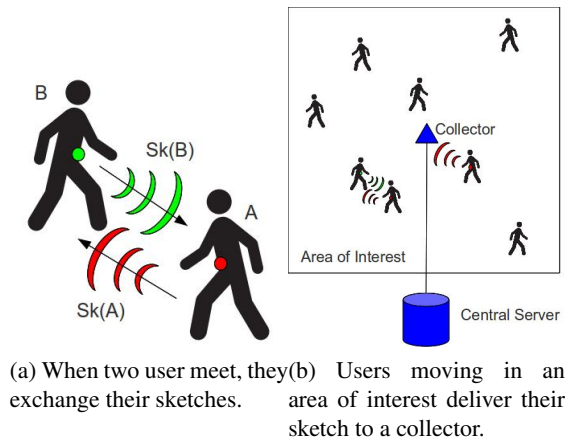 B
Sk(B)
A
Sk(A)
Collector
Area of Interest
Central Server
(a) When two user meet, they
exchange their sketches.
(b) Users moving in an
area of interest deliver their
sketch to a collector.